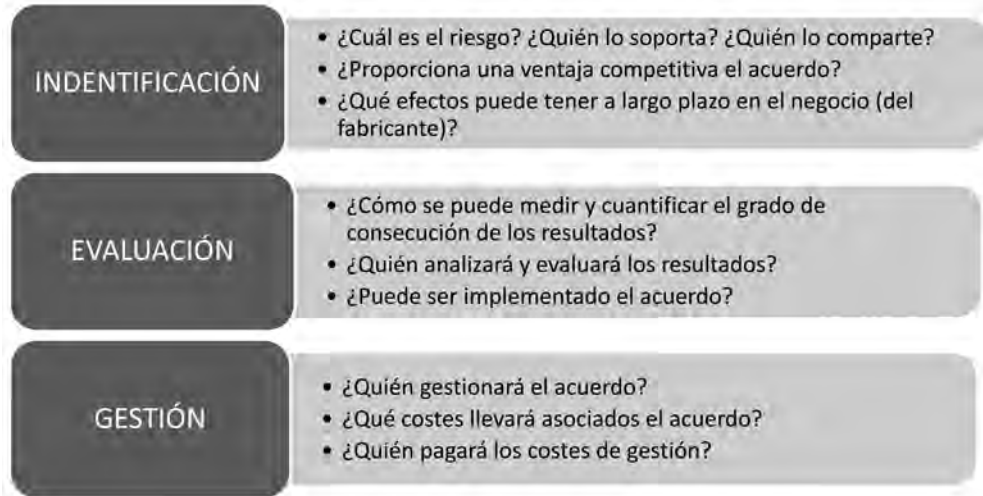 INDENTIFICACIÓN
• ¿Cuál es el riesgo? ¿Quién lo soporta? ¿Quién lo comparte?
• ¿Proporciona una ventaja competitiva el acuerdo?
• ¿Qué efectos puede tener a largo plazo en el negocio (del
fabricante)?
EVALUACIÓN
• ¿Cómo se puede medir y cuantificar el grado de
consecución de los resultados?
• ¿Quién analizará y evaluará los resultados?
• ¿Puede ser implementado el acuerdo?
GESTIÓN
• ¿Quién gestionará el acuerdo?
• ¿Qué costes llevará asociados el acuerdo?
• ¿Quién pagará los costes de gestión?